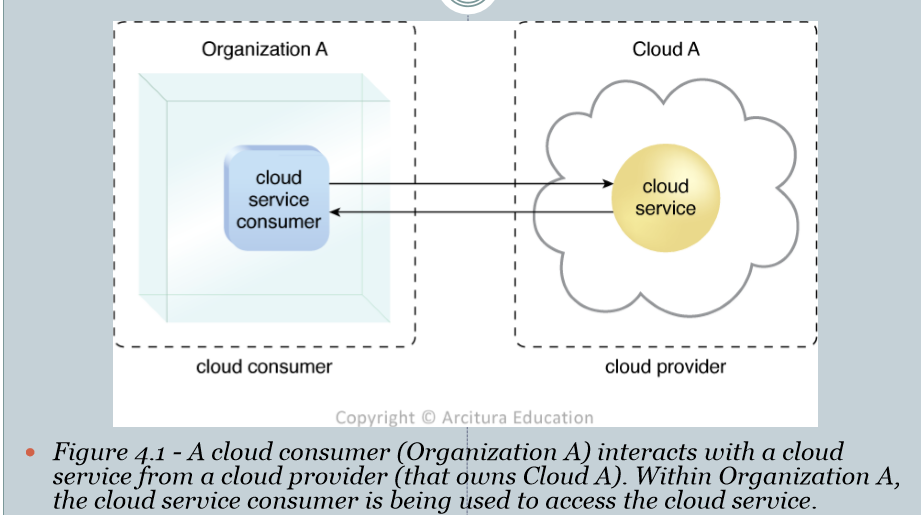 Organization A
Cloud A
cloud
service
consumer
cloud
service
cloud consumer
cloud provider
Copyright © Arcitura Education
• Figure 4.1 - A cloud consumer (Organization A) interacts with a cloud
service from a cloud provider (that owns Cloud A). Within Organization A,
the cloud service consumer is being used to access the cloud service.